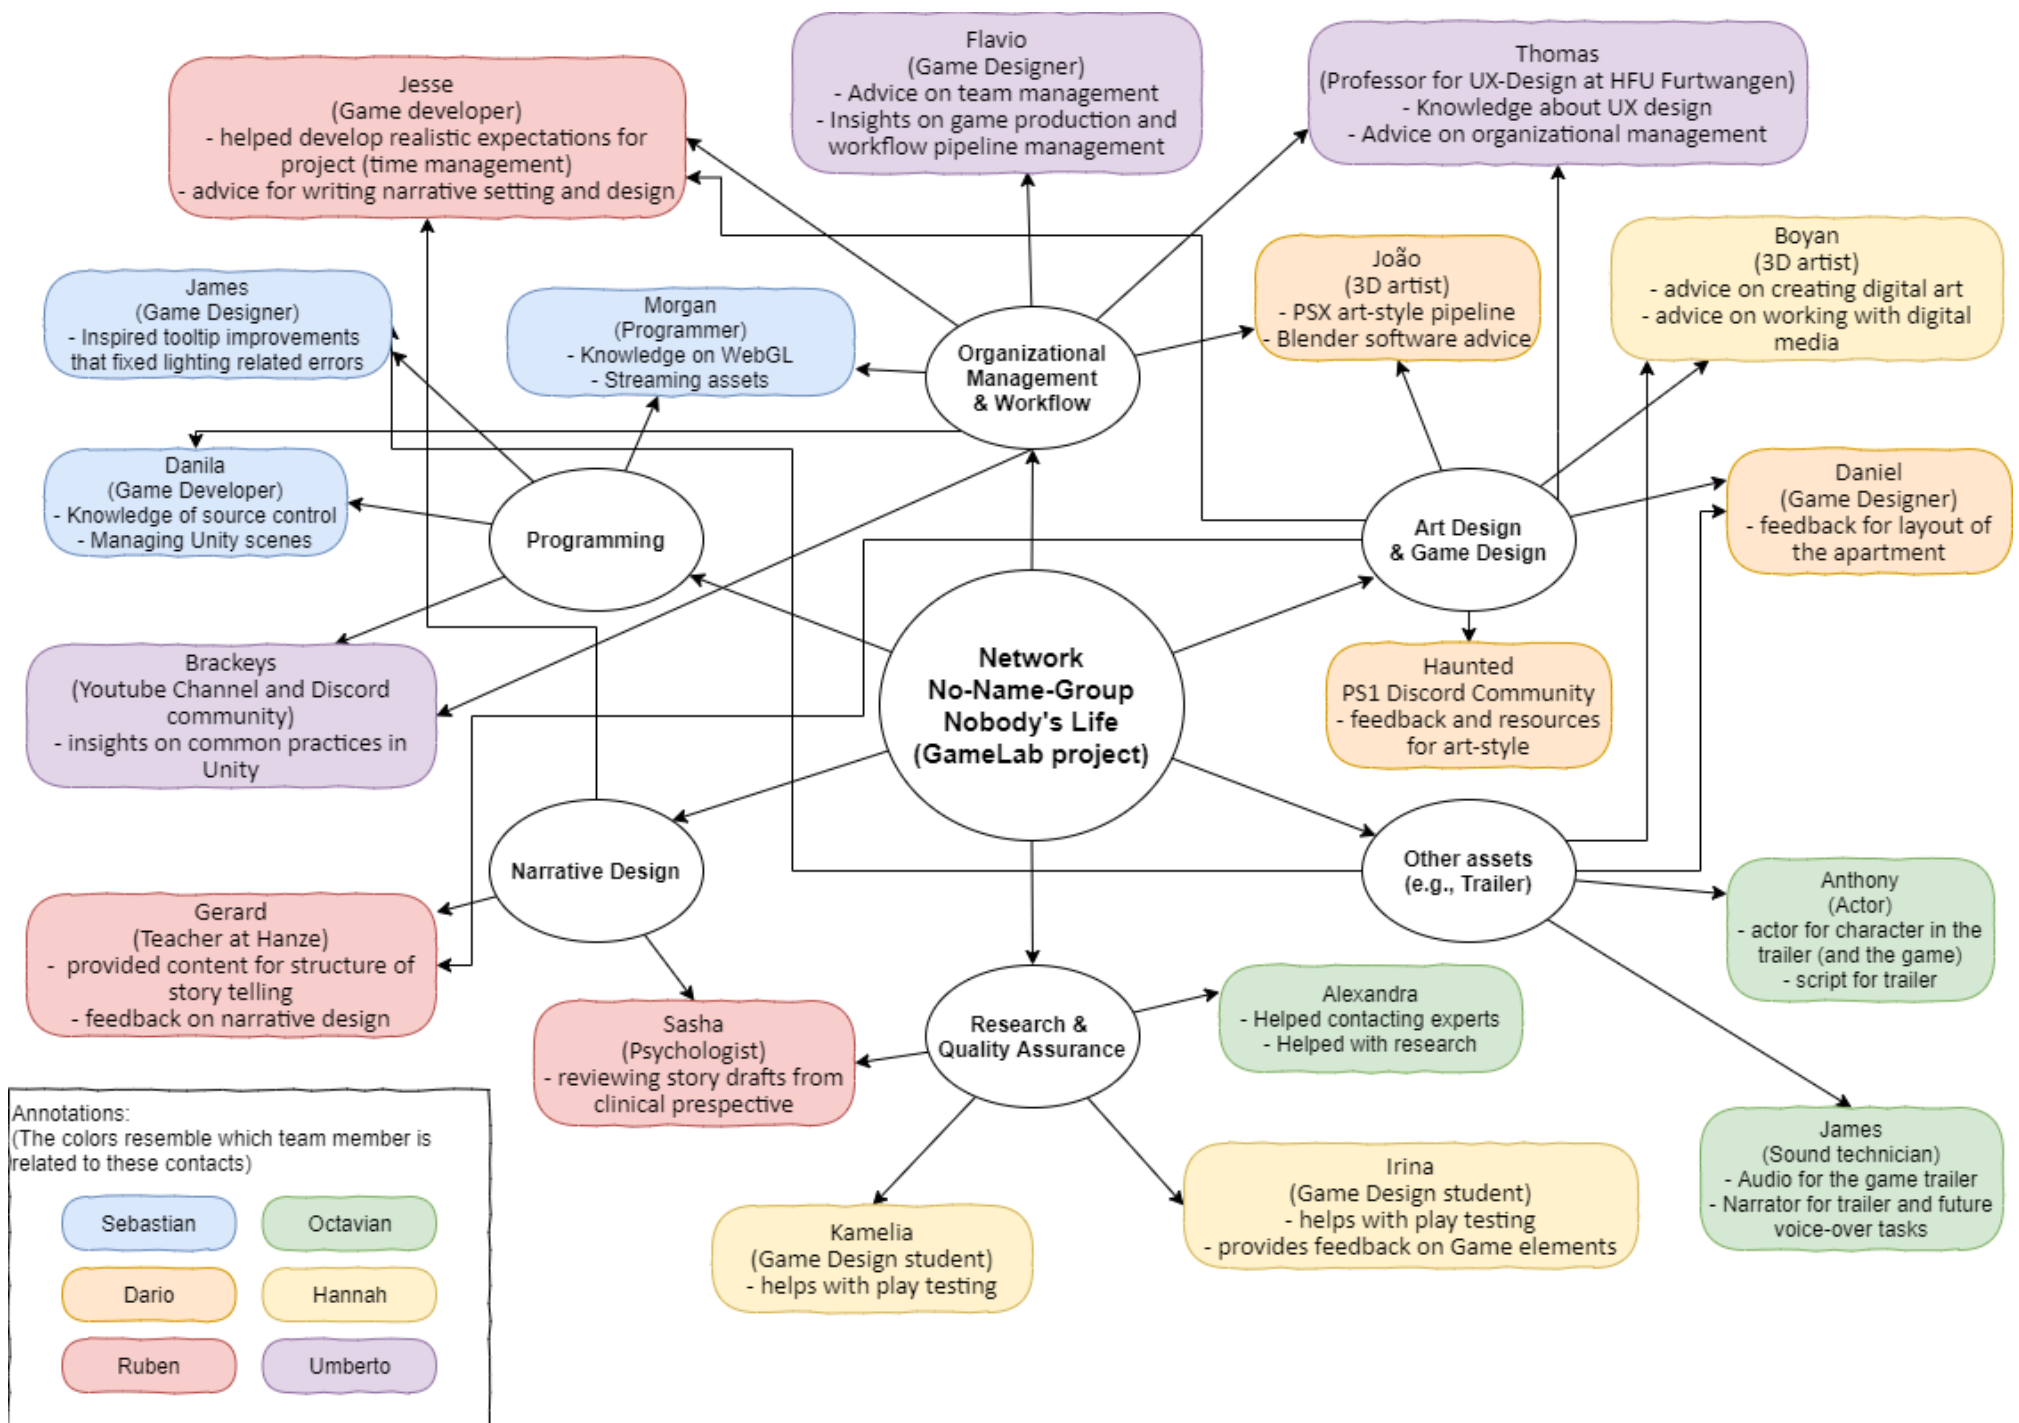 Flavio
(Game Designer)
- Advice on team management
- Insights on game production and
workflow pipeline management
Thomas
(Professor for UX-Design at HFU Furtwangen)
- Knowledge about UX design
- Advice on organizational management
Jesse
(Game developer)
- helped develop realistic expectations for
project (time management)
- advice for writing narrative setting and design
Boyan
(3D artist)
- advice on creating digital art
- advice on working with digital
media
João
(3D artist)
- PSX art-style pipeline
- Blender software advice
James
(Game Designer)
- Inspired tooltip improvements
that fixed lighting related errors
Morgan
(Programmer)
- Knowledge on WebGL
- Streaming assets
Organizational
Management
& Workflow
Danila
(Game Developer)
- Knowledge of source control
- Managing Unity scenes
Programming
Art Design
& Game Design
Daniel
(Game Designer)
- feedback for layout of
the apartment
Brackeys
(Youtube Channel and Discord
community)
- insights on common practices in
Unity
Network
No-Name-Group
Nobody's Life
(GameLab project)
Haunted
PS1 Discord Community
- feedback and resources
for art-style
Narrative Design
Other assets
(e.g., Trailer)
Gerard
(Teacher at Hanze)
- provided content for structure of
story telling
- feedback on narrative design
Anthony
(Actor)
- actor for character in the
trailer (and the game)
- script for trailer
Sasha
(Psychologist)
- reviewing story drafts from
clinical prespective
Research &
Quality Assurance
Alexandra
- Helped contacting experts
- Helped with research
James
(Sound technician)
- Audio for the game trailer
- Narrator for trailer and future
voice-over tasks
Kamelia
(Game Design student)
- helps with play testing
Irina
(Game Design student)
- helps with play testing
- provides feedback on Game elements
Annotations:
(The colors resemble which team member is
related to these contacts)
Sebastian
Octavian
Dario
Hannah
Ruben
Umberto